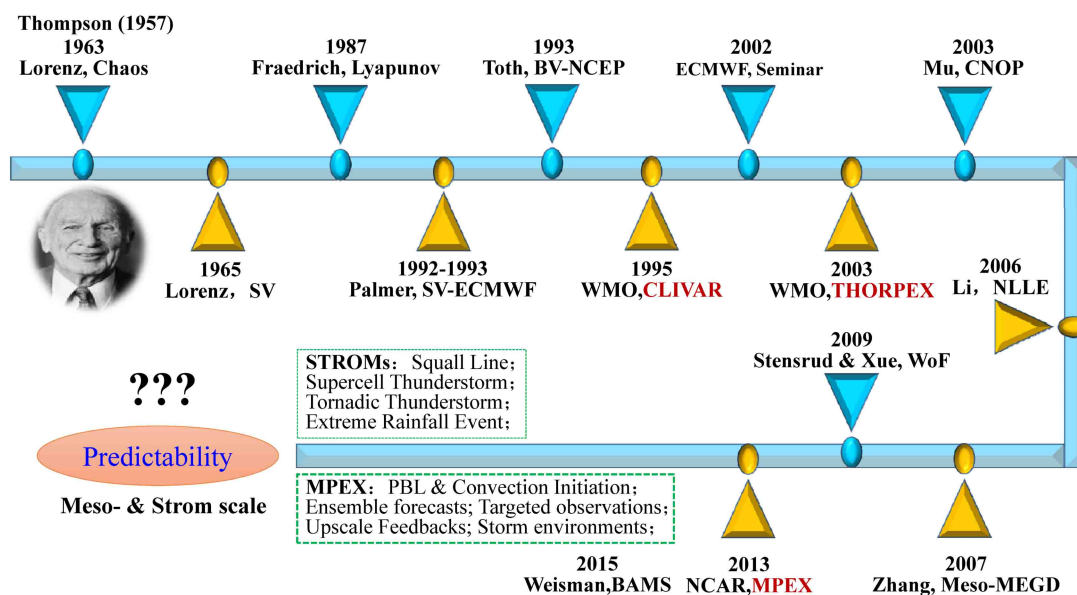 Thompson (1957)
1963
Lorenz, Chaos
1987
Fraedrich, Lyapunov
1993
Toth, BV-NCEP
2002
ECMWF, Seminar
2003
Mu, CNOP
1965
Lorenz, SV
1992-1993
Palmer, SV-ECMWF
1995
WMO,CLIVAR
2003
WMO,THORPEX
2006
Li, NLLE
2009
Stensrud & Xue, WoF
STROMs: Squall Line;
Supercell Thunderstorm;
Tornadic Thunderstorm;
Extreme Rainfall Event;
???
Predictability
Meso- & Strom scale
MPEX: PBL & Convection Initiation;
Ensemble forecasts; Targeted observations;
Upscale Feedbacks; Storm environments;
2015
Weisman,BAMS
2013
NCAR,MPEX
2007
Zhang, Meso-MEGD